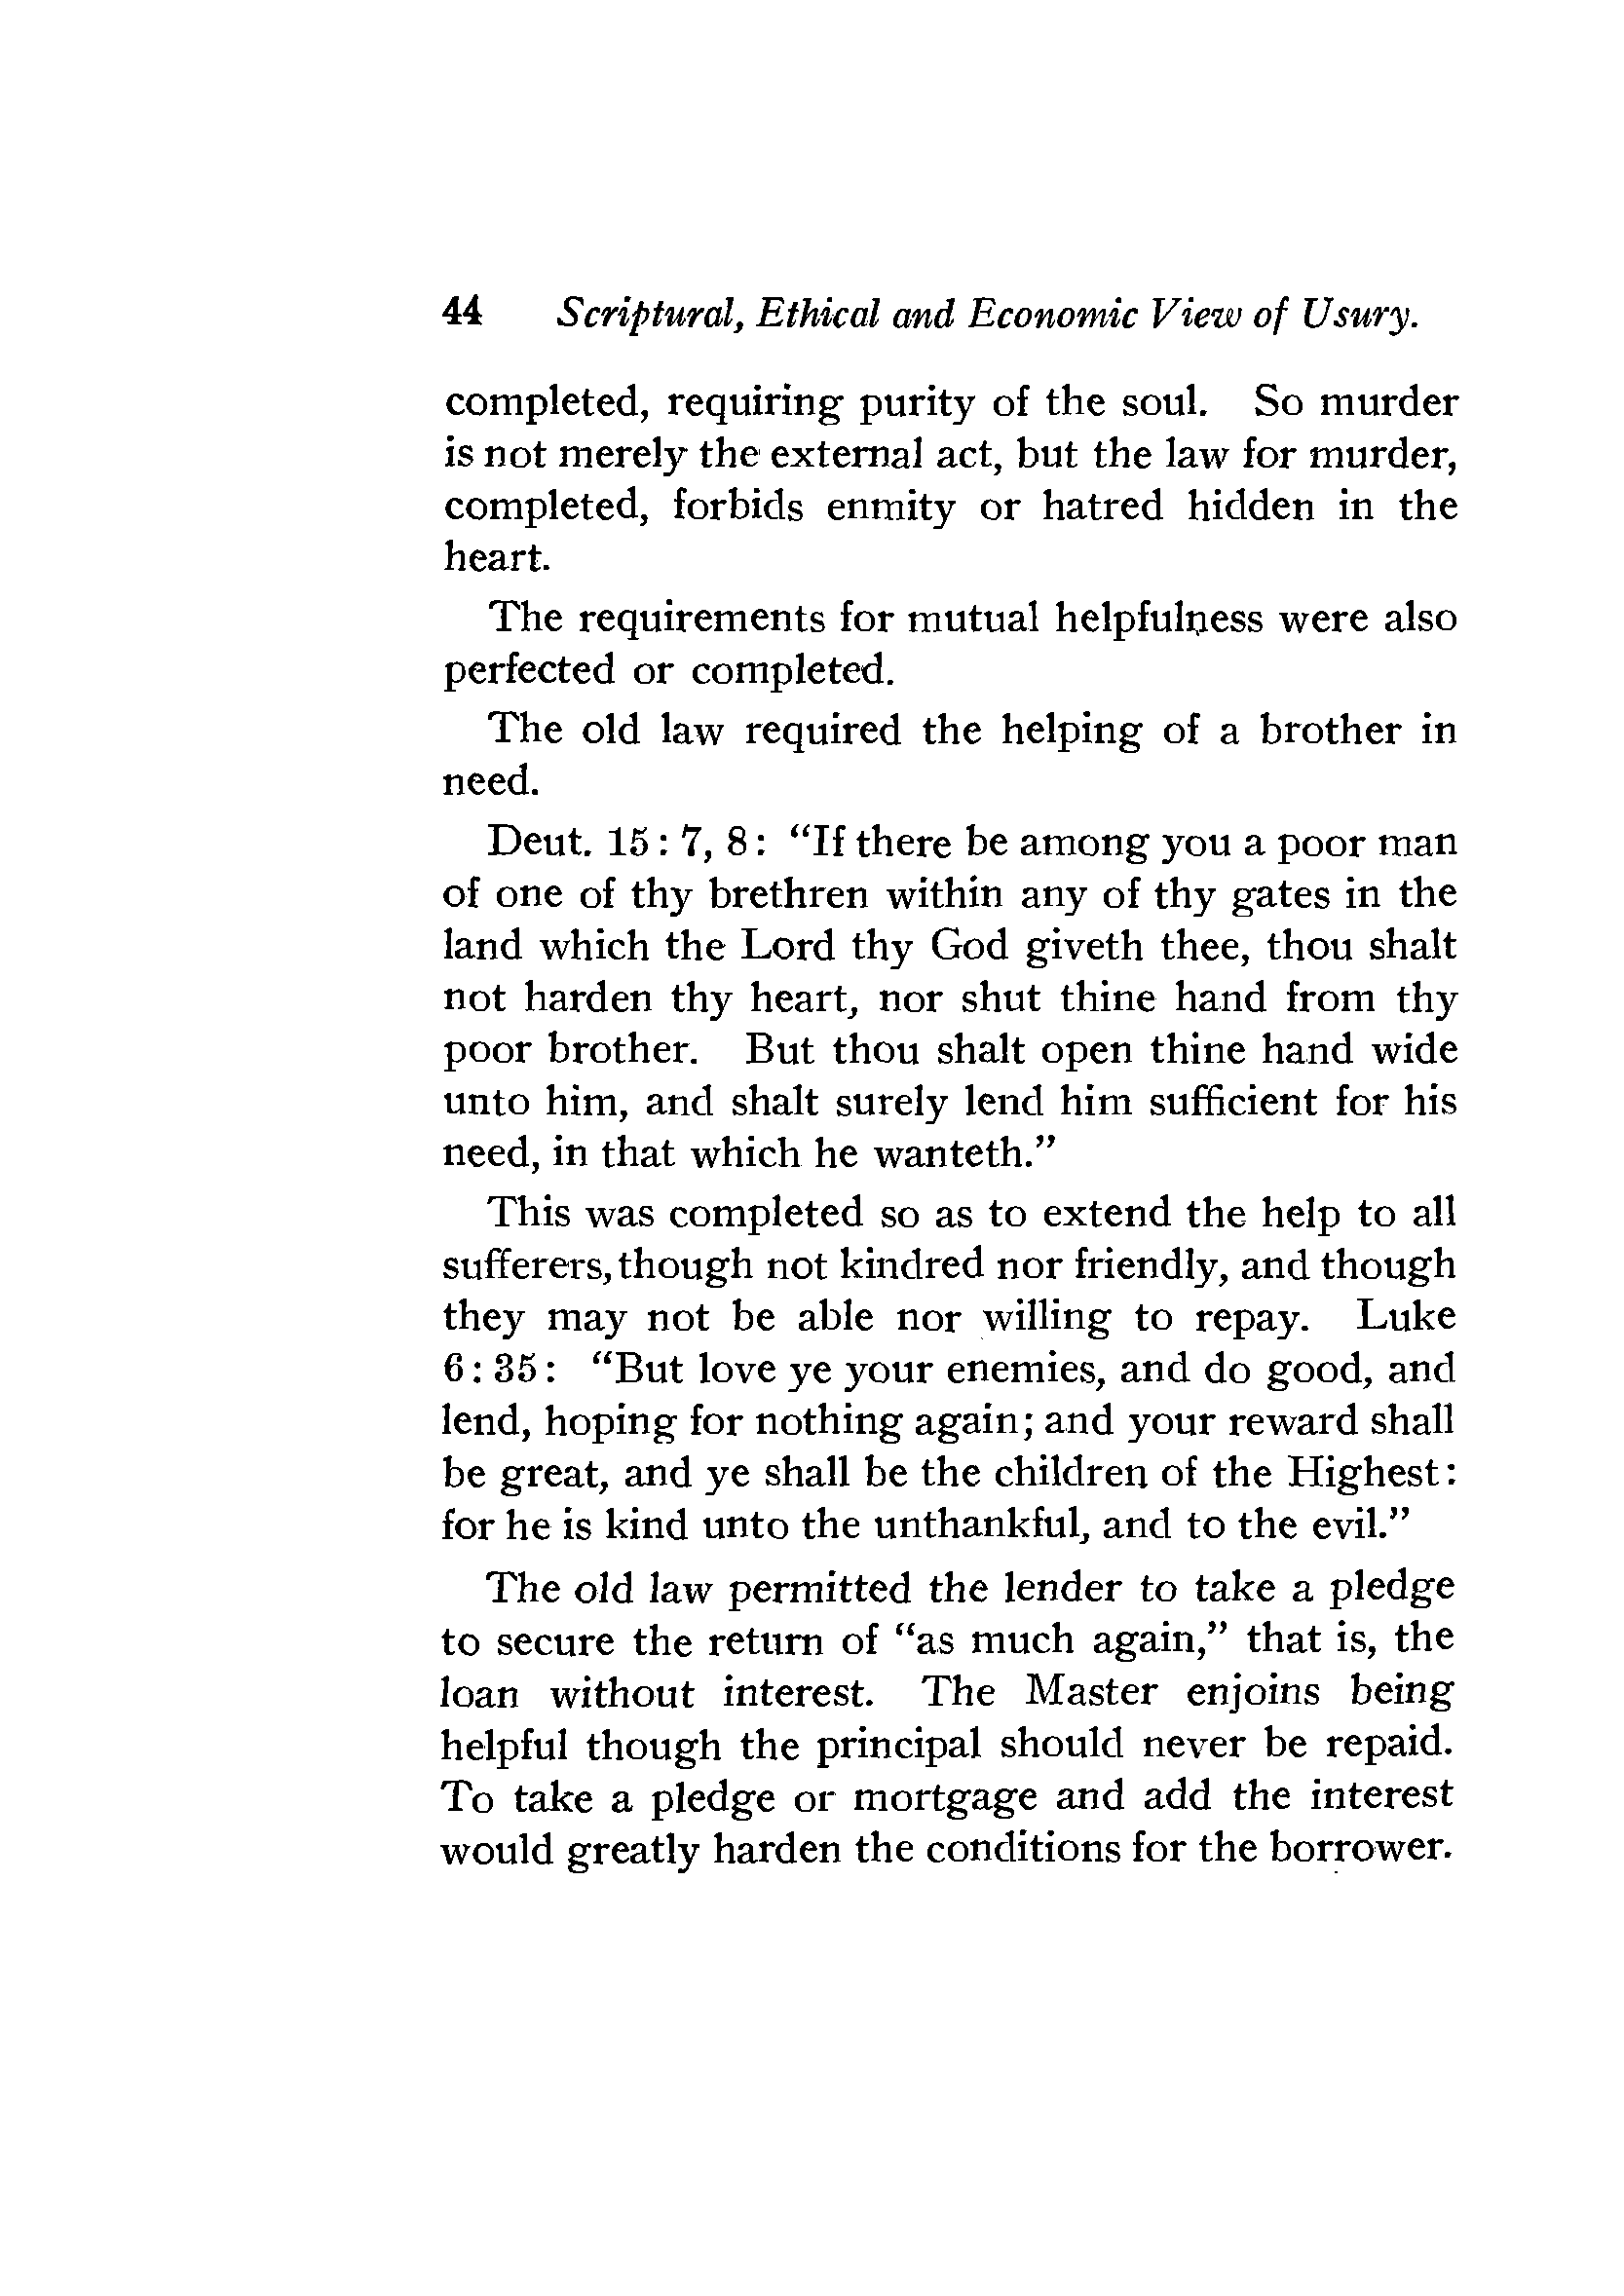 44 Scriptural, Ethical and Economic View of Usury.
completed, requiring purity of the soul. So murder
is not merely the external act, but the law for murder,
completed, forbids enmity or hatred hidden in the
heart.
The requirements for mutual helpfulness were also
perfected or completed.
The old law required the helping of a brother in
need.
Deut. 15: 7, 8: “If there be among you a poor man
of one of thy brethren within any of thy gates in the
land which the Lord thy God giveth thee, thou shalt
not harden thy heart, nor shut thine hand from thy
poor brother. But thou shalt open thine hand wide
unto him, and shalt surely lend him sufficient for his
need, in that which he wanteth.”
This was completed so as to extend the help to all
sufferers, though not kindred nor friendly, and though
they may not be able nor willing to repay. Luke
6: 35: “But love ye your enemies, and do good, and
lend, hoping for nothing again; and your reward shall
be great, and ye shall be the children of the Highest:
for he is kind unto the unthankful, and to the evil.”
The old law permitted the lender to take a pledge
to secure the return of “as much again,” that is, the
loan without interest. The Master enjoins being
helpful though the principal should never be repaid.
To take a pledge or mortgage and add the interest
would greatly harden the conditions for the borrower.